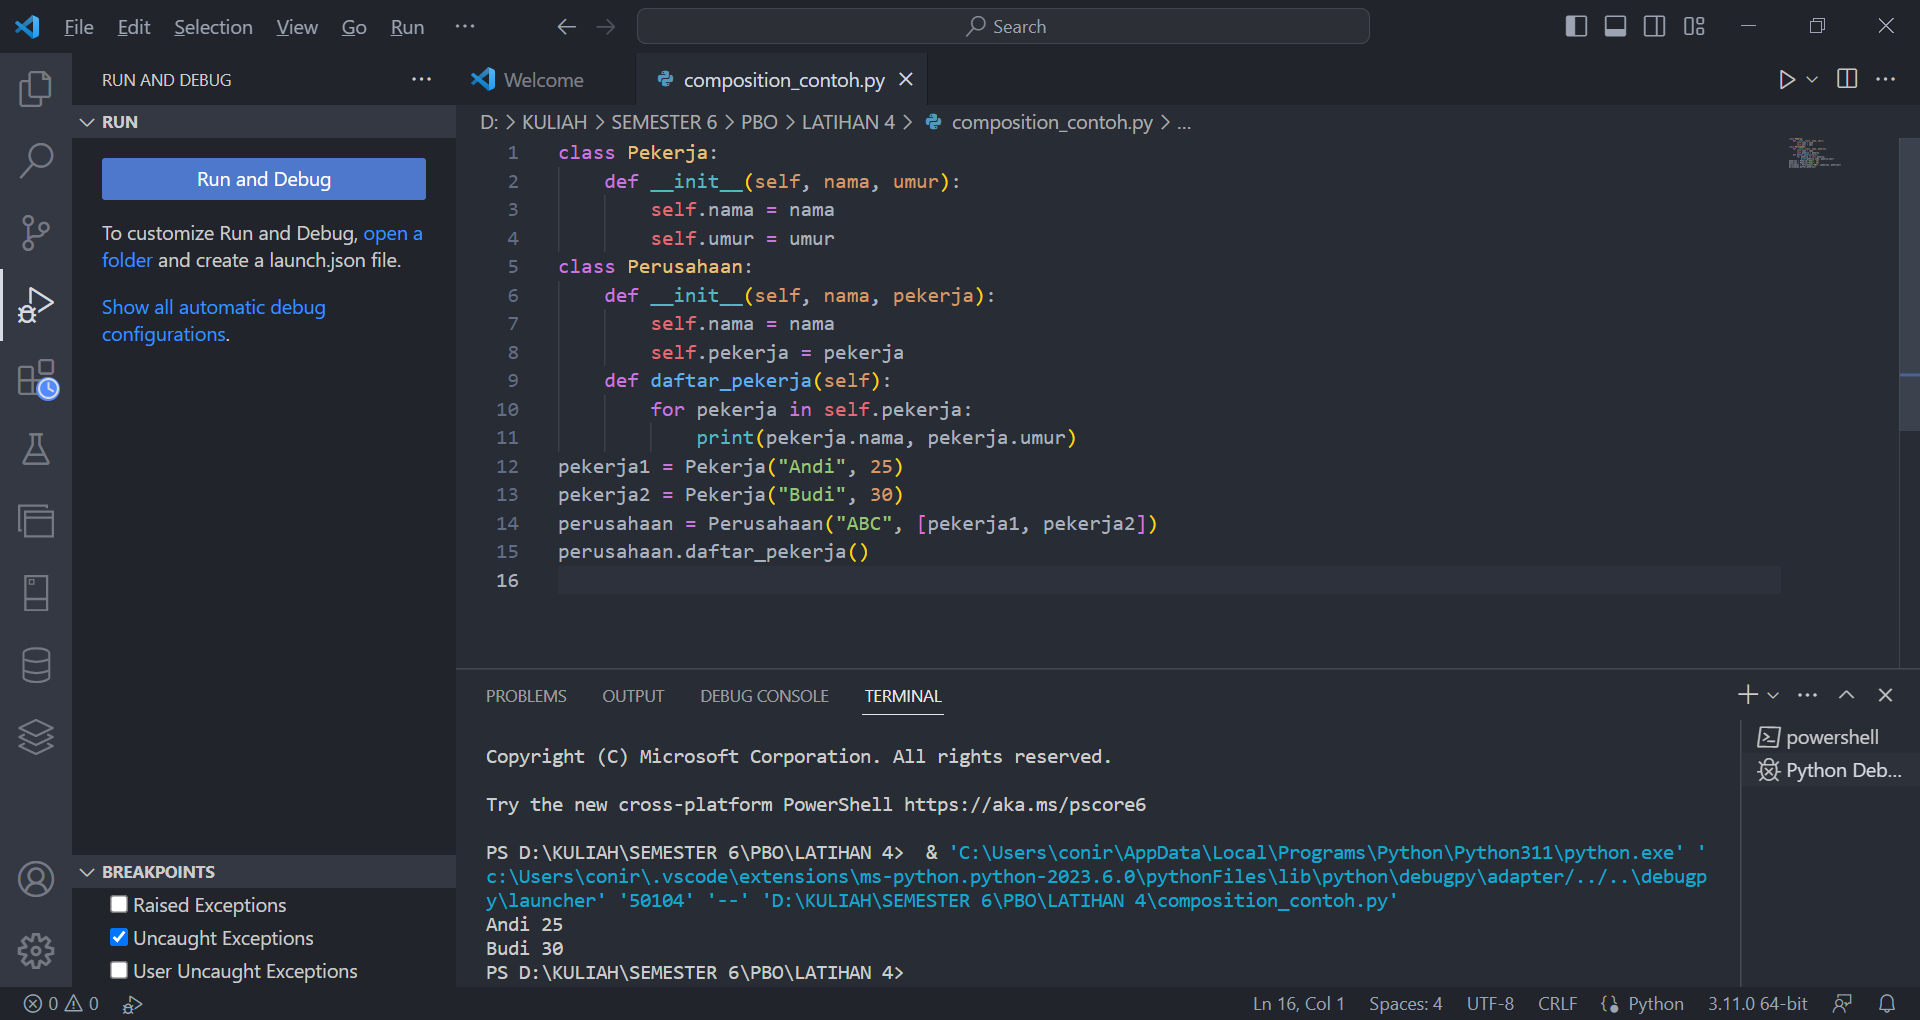 File Edit Selection View Go Run ··· Search
RUN AND DEBUG ···
Welcome composition_contoh.py
RUN
Run and Debug
To customize Run and Debug, open a
folder and create a launch.json file.
Show all automatic debug
configurations.
D: > KULIAH > SEMESTER 6 > PBO > LATIHAN 4 > composition_contoh.py > ...
1 class Pekerja:
2     def __init__(self, nama, umur):
3         self.nama = nama
4         self.umur = umur
5 class Perusahaan:
6     def __init__(self, nama, pekerja):
7         self.nama = nama
8         self.pekerja = pekerja
9     def daftar_pekerja(self):
10         for pekerja in self.pekerja:
11             print(pekerja.nama, pekerja.umur)
12 pekerja1 = Pekerja("Andi", 25)
13 pekerja2 = Pekerja("Budi", 30)
14 perusahaan = Perusahaan("ABC", [pekerja1, pekerja2])
15 perusahaan.daftar_pekerja()
16
PROBLEMS OUTPUT DEBUG CONSOLE TERMINAL
Copyright (C) Microsoft Corporation. All rights reserved.
Try the new cross-platform PowerShell https://aka.ms/pscore6
PS D:\KULIAH\SEMESTER 6\PBO\LATIHAN 4>  & 'C:\Users\conir\AppData\Local\Programs\Python\Python311\python.exe' '
c:\Users\conir\.vscode\extensions\ms-python.python-2023.6.0\pythonFiles\lib\python\debugpy\adapter/../..\debugp
y\launcher' '50104' '--' 'D:\KULIAH\SEMESTER 6\PBO\LATIHAN 4\composition_contoh.py'
Andi 25
Budi 30
PS D:\KULIAH\SEMESTER 6\PBO\LATIHAN 4>
powershell
Python Deb...
BREAKPOINTS
Raised Exceptions
Uncaught Exceptions
User Uncaught Exceptions
0 0 Ln 16, Col 1 Spaces: 4 UTF-8 CRLF Python 3.11.0 64-bit